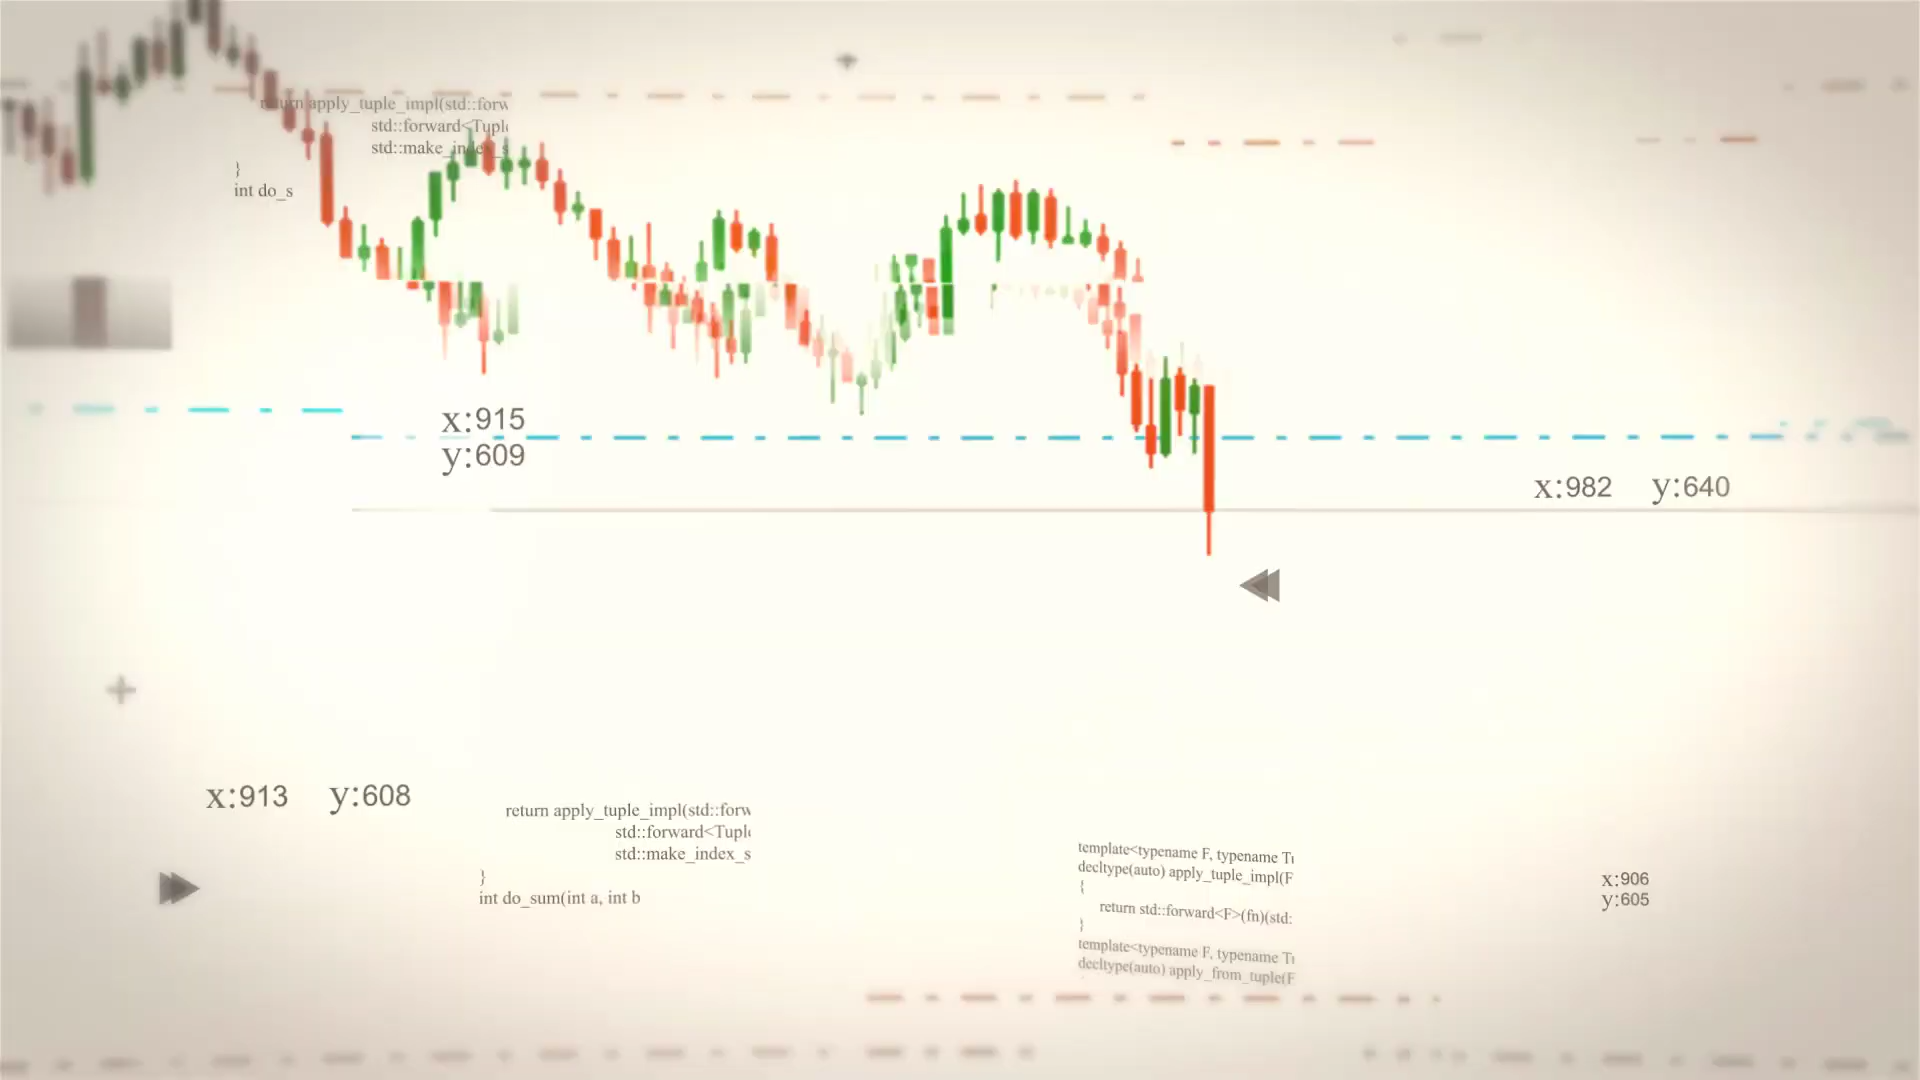 return apply_tuple_impl(std::forw
std::forward<Tupl
std::make_index_s
}
int do_s
x:915
y:609
x:982 y:640
x:913 y:608
return apply_tuple_impl(std::forw
std::forward<Tuple
std::make_index_s
}
int do_sum(int a, int b
template<typename F, typename T
decltype(auto) apply_tuple_impl(F
{
return std::forward<F>(fn)(std:
}
template<typename F, typename T
decltype(auto) apply_from_tuple(F
x:906
y:605